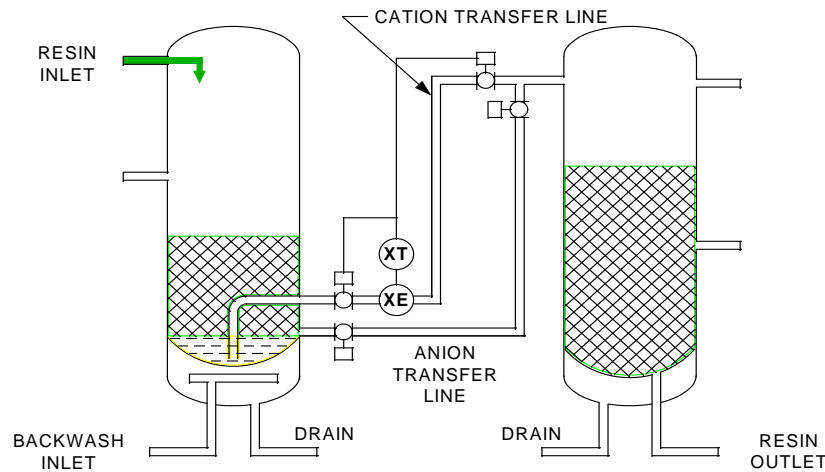 CATION TRANSFER LINE
RESIN
INLET
XT
XE
ANION
TRANSFER
LINE
BACKWASH
INLET
DRAIN
DRAIN
RESIN
OUTLET